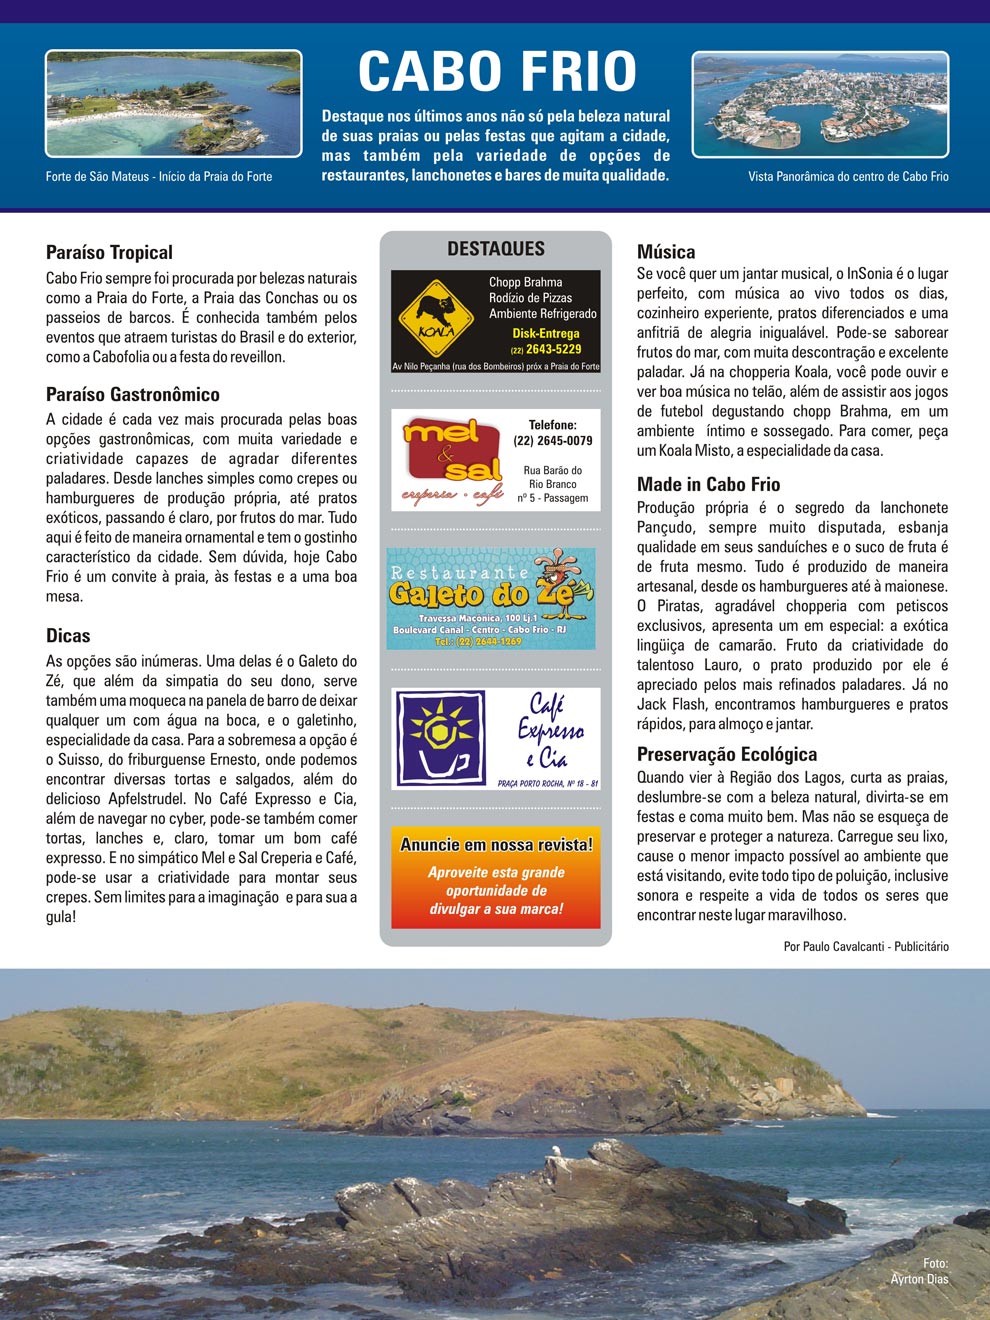 CABO FRIO
Destaque nos últimos anos não só pela beleza natural
de suas praias ou pelas festas que agitam a cidade,
mas também pela variedade de opções de
restaurantes, lanchonetes e bares de muita qualidade.
Forte de São Mateus - Início da Praia do Forte
Vista Panorâmica do centro de Cabo Frio
Paraíso Tropical
Cabo Frio sempre foi procurada por belezas naturais
como a Praia do Forte, a Praia das Conchas ou os
passeios de barcos. É conhecida também pelos
eventos que atraem turistas do Brasil e do exterior,
como a Cabofolia ou a festa do reveillon.
Paraíso Gastronômico
A cidade é cada vez mais procurada pelas boas
opções gastronômicas, com muita variedade e
criatividade capazes de agradar diferentes
paladares. Desde lanches simples como crepes ou
hamburgueres de produção própria, até pratos
exóticos, passando é claro, por frutos do mar. Tudo
aqui é feito de maneira ornamental e tem o gostinho
característico da cidade. Sem dúvida, hoje Cabo
Frio é um convite à praia, às festas e a uma boa
mesa.
Dicas
As opções são inúmeras. Uma delas é o Galeto do
Zé, que além da simpatia do seu dono, serve
também uma moqueca na panela de barro de deixar
qualquer um com água na boca, e o galetinho,
especialidade da casa. Para a sobremesa a opção é
o Suisso, do friburguense Ernesto, onde podemos
encontrar diversas tortas e salgados, além do
delicioso Apfelstrudel. No Café Expresso e Cia,
além de navegar no cyber, pode-se também comer
tortas, lanches e, claro, tomar um bom café
expresso. E no simpático Mel e Sal Creperia e Café,
pode-se usar a criatividade para montar seus
crepes. Sem limites para a imaginação e para sua a
gula!
DESTAQUES
KOALA
Chopp Brahma
Rodízio de Pizzas
Ambiente Refrigerado
Disk-Entrega
(22) 2643-5229
Av Nilo Peçanha (rua dos Bombeiros) próx a Praia do Forte
mel
&
sal
creperia • café
Telefone:
(22) 2645-0079
Rua Barão do
Rio Branco
nº 5 - Passagem
Restaurante
Galeto do Zé
Travessa Maçônica, 100 Lj.1
Boulevard Canal - Centro - Cabo Frio - RJ
Tel.: (22) 2644-1269
Café
Expresso
e Cia
PRAÇA PORTO ROCHA, Nº 18 - 81
Anuncie em nossa revista!
Aproveite esta grande
oportunidade de
divulgar a sua marca!
Música
Se você quer um jantar musical, o InSonia é o lugar
perfeito, com música ao vivo todos os dias,
cozinheiro experiente, pratos diferenciados e uma
anfitriã de alegria inigualável. Pode-se saborear
frutos do mar, com muita descontração e excelente
paladar. Já na chopperia Koala, você pode ouvir e
ver boa música no telão, além de assistir aos jogos
de futebol degustando chopp Brahma, em um
ambiente íntimo e sossegado. Para comer, peça
um Koala Misto, a especialidade da casa.
Made in Cabo Frio
Produção própria é o segredo da lanchonete
Pançudo, sempre muito disputada, esbanja
qualidade em seus sanduíches e o suco de fruta é
de fruta mesmo. Tudo é produzido de maneira
artesanal, desde os hamburgueres até à maionese.
O Piratas, agradável chopperia com petiscos
exclusivos, apresenta um em especial: a exótica
lingüiça de camarão. Fruto da criatividade do
talentoso Lauro, o prato produzido por ele é
apreciado pelos mais refinados paladares. Já no
Jack Flash, encontramos hamburgueres e pratos
rápidos, para almoço e jantar.
Preservação Ecológica
Quando vier à Região dos Lagos, curta as praias,
deslumbre-se com a beleza natural, divirta-se em
festas e coma muito bem. Mas não se esqueça de
preservar e proteger a natureza. Carregue seu lixo,
cause o menor impacto possível ao ambiente que
está visitando, evite todo tipo de poluição, inclusive
sonora e respeite a vida de todos os seres que
encontrar neste lugar maravilhoso.
Por Paulo Cavalcanti - Publicitário
Foto:
Ayrton Dias